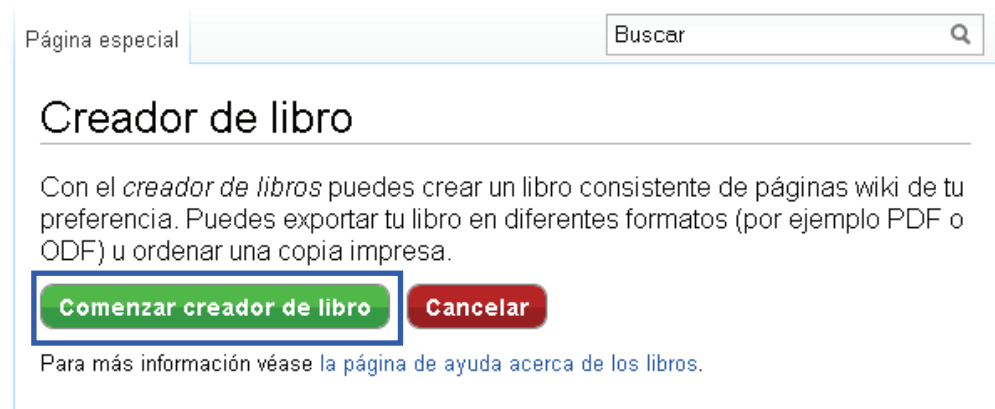 Página especial
Buscar
Creador de libro
Con el creador de libros puedes crear un libro consistente de páginas wiki de tu
preferencia. Puedes exportar tu libro en diferentes formatos (por ejemplo PDF o
ODF) u ordenar una copia impresa.
Comenzar creador de libro Cancelar
Para más información véase la página de ayuda acerca de los libros.